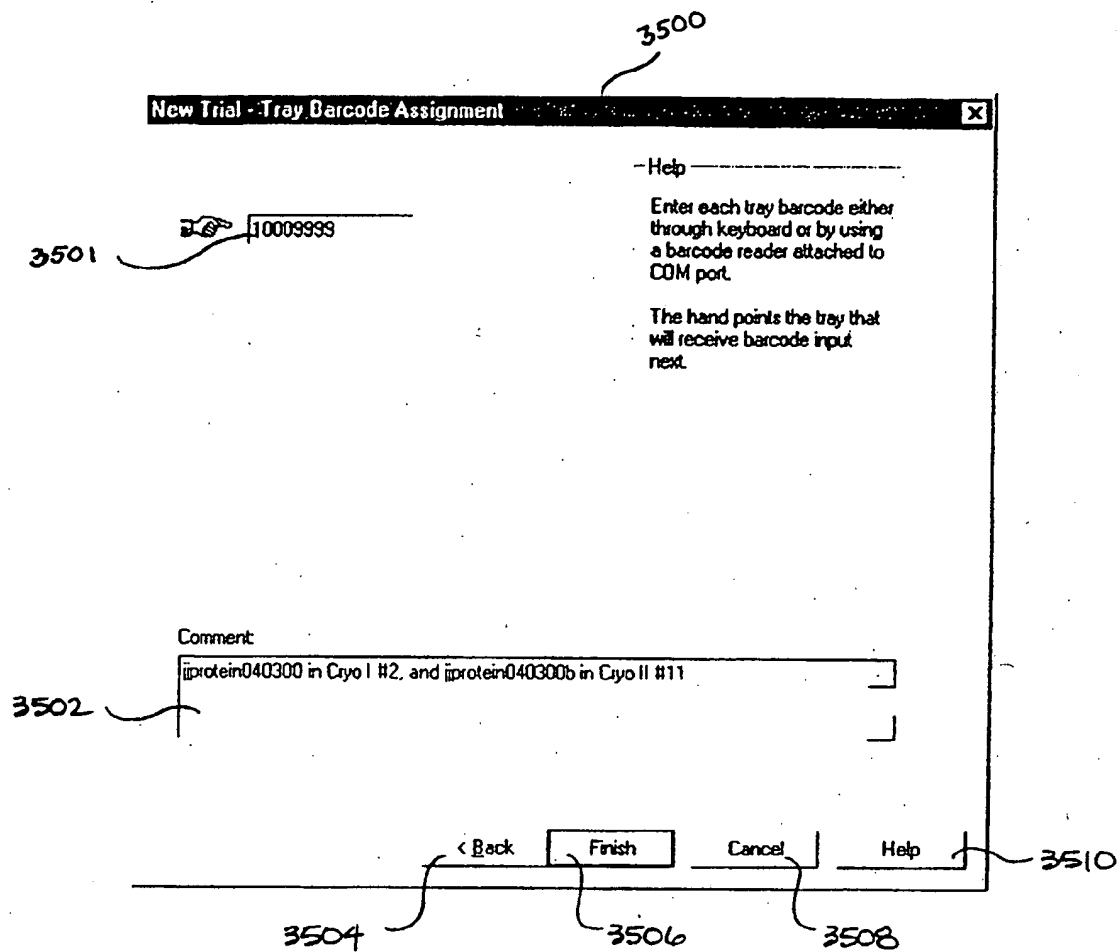 3500
New Trial - Tray Barcode Assignment
Help
10009999
3501
Enter each tray barcode either
through keyboard or by using
a barcode reader attached to
COM port.
The hand points the tray that
will receive barcode input
next.
Comment:
jjprotein040300 in Cryo I #2, and jjprotein040300b in Cryo II #11
3502
< Back
Finish
Cancel
Help
3510
3504
3506
3508